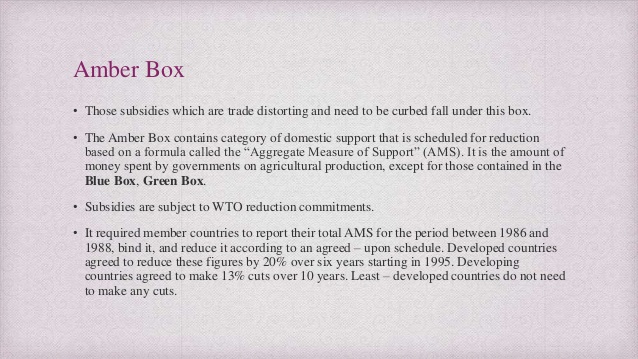 Amber Box
• Those subsidies which are trade distorting and need to be curbed fall under this box.
• The Amber Box contains category of domestic support that is scheduled for reduction
based on a formula called the “Aggregate Measure of Support” (AMS). It is the amount of
money spent by governments on agricultural production, except for those contained in the
Blue Box, Green Box.
• Subsidies are subject to WTO reduction commitments.
• It required member countries to report their total AMS for the period between 1986 and
1988, bind it, and reduce it according to an agreed – upon schedule. Developed countries
agreed to reduce these figures by 20% over six years starting in 1995. Developing
countries agreed to make 13% cuts over 10 years. Least – developed countries do not need
to make any cuts.